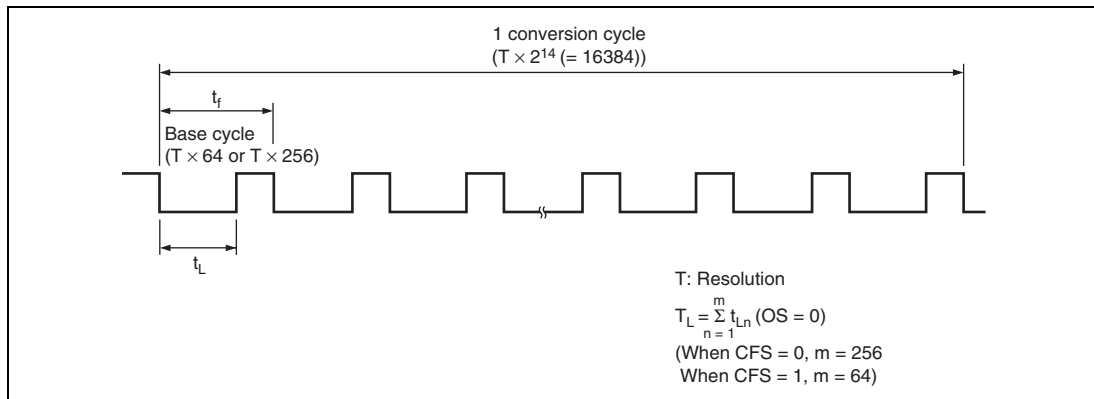 1 conversion cycle
(T × 2¹⁴ (= 16384))
t_f
Base cycle
(T × 64 or T × 256)
t_L
T: Resolution
m
T_L = Σ t_Ln (OS = 0)
n = 1
(When CFS = 0, m = 256
When CFS = 1, m = 64)